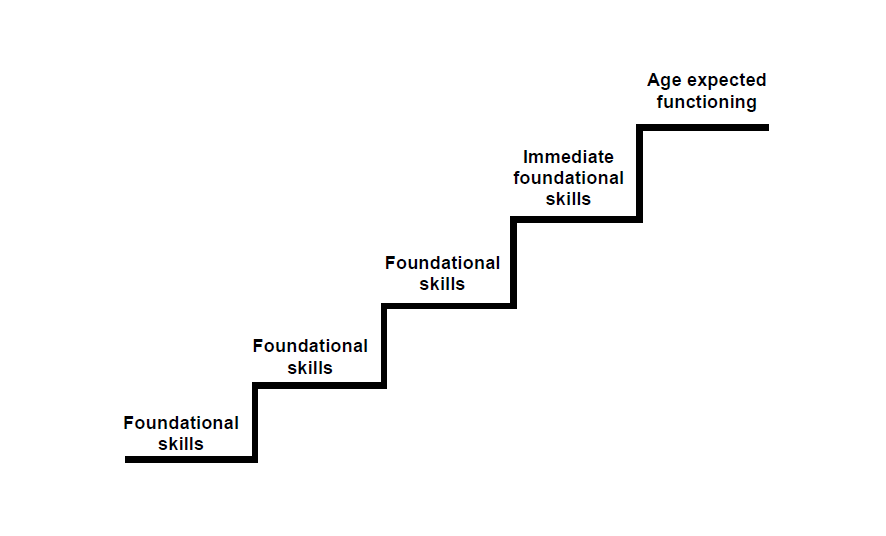 Age expected
functioning
Immediate
foundational
skills
Foundational
skills
Foundational
skills
Foundational
skills